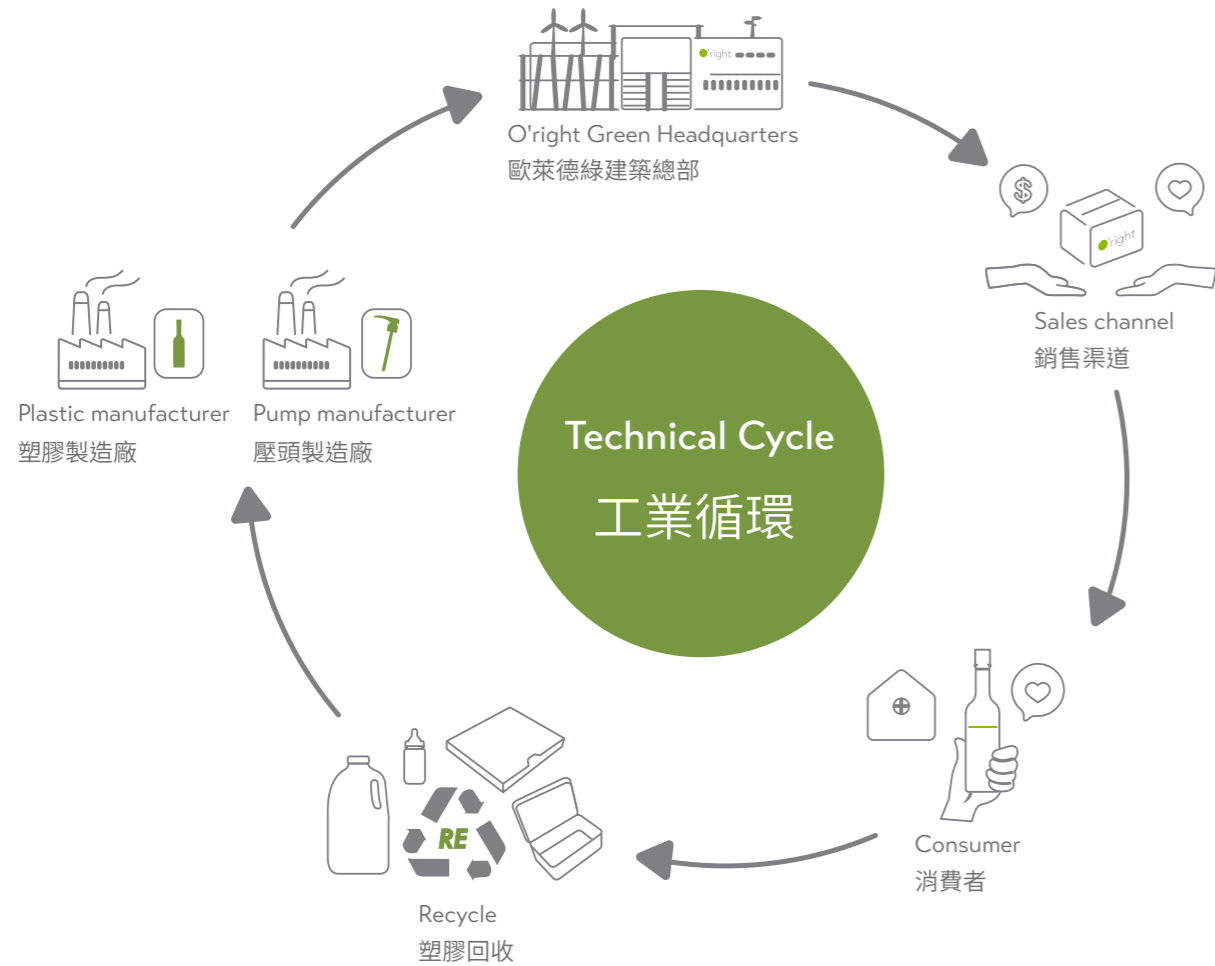 O'right
O'right Green Headquarters
歐萊德綠建築總部
$
O'right
Sales channel
銷售渠道
Plastic manufacturer
塑膠製造廠
Pump manufacturer
壓頭製造廠
Technical Cycle
工業循環
Consumer
消費者
RE
Recycle
塑膠回收